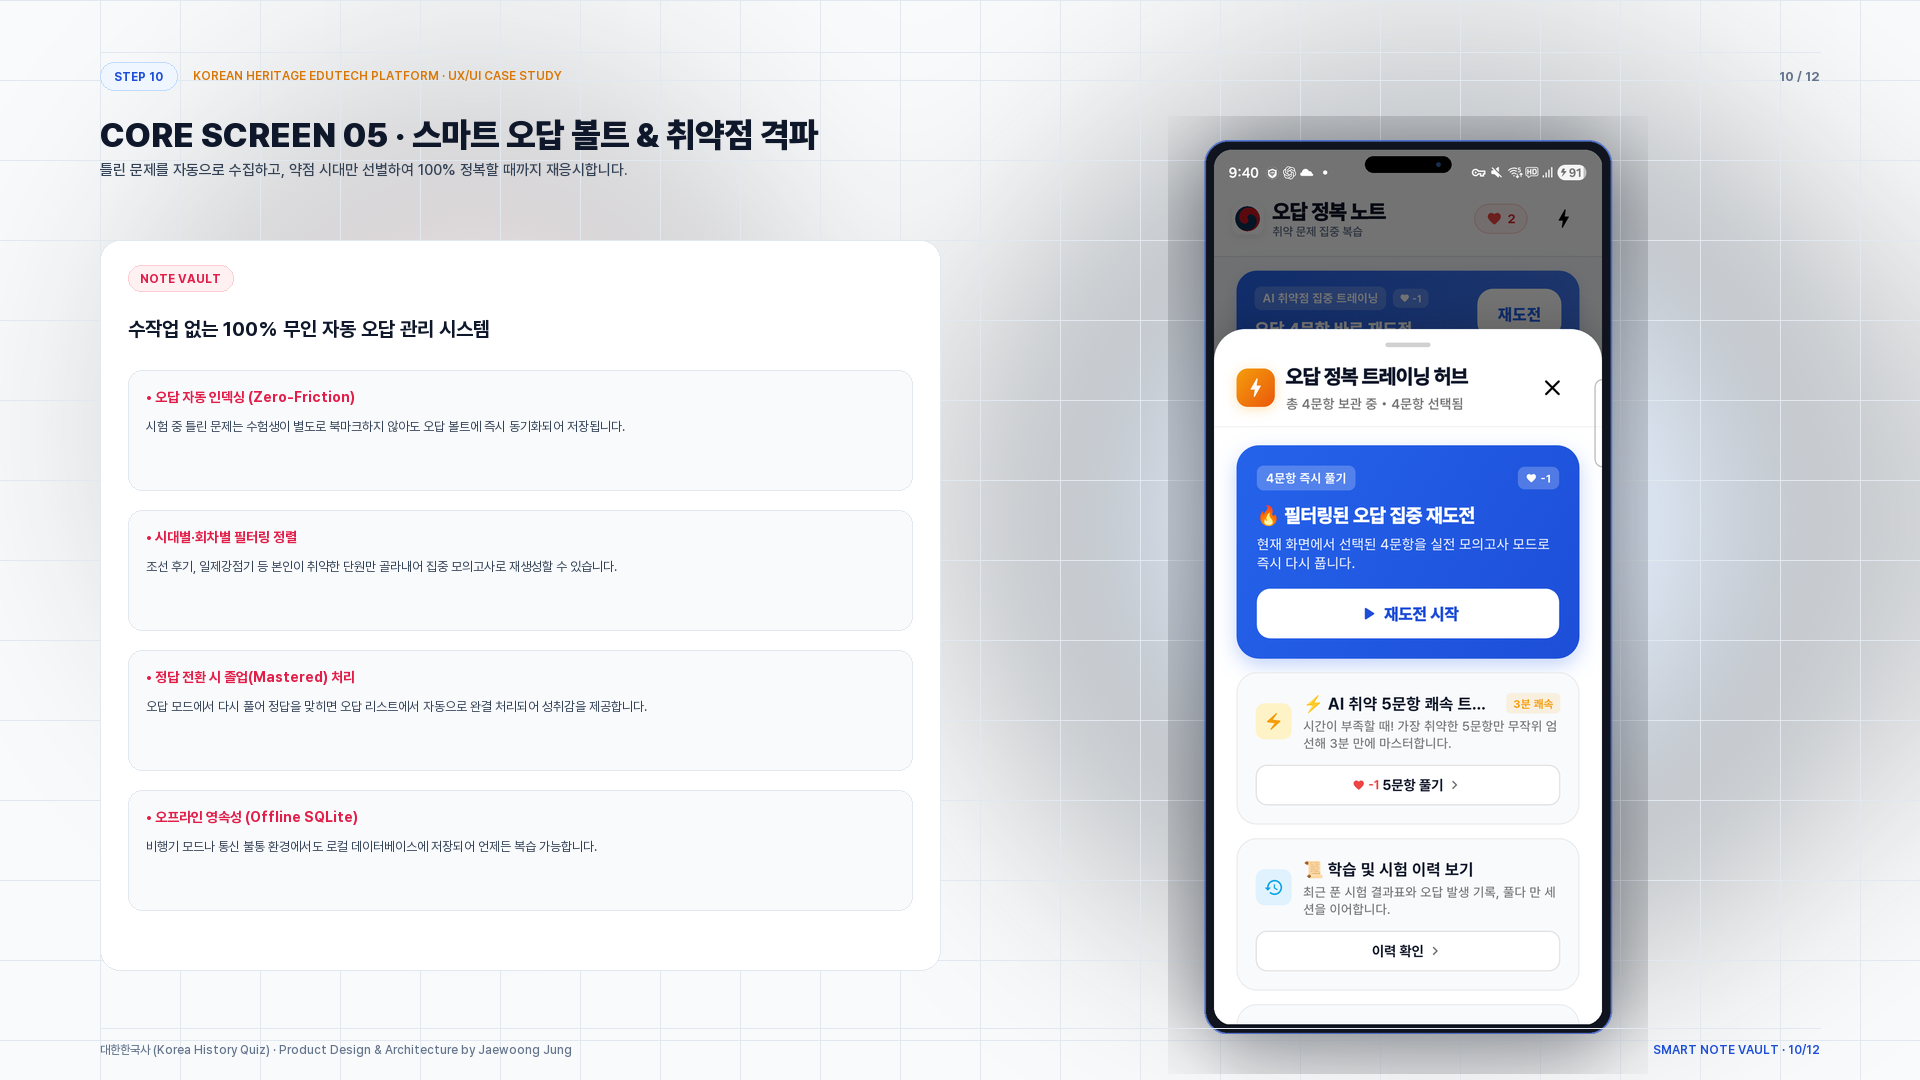 STEP 10
KOREAN HERITAGE EDUTECH PLATFORM · UX/UI CASE STUDY
10 / 12
CORE SCREEN 05 · 스마트 오답 볼트 & 취약점 격파
틀린 문제를 자동으로 수집하고, 약점 시대만 선별하여 100% 정복할 때까지 재응시합니다.
NOTE VAULT
수작업 없는 100% 무인 자동 오답 관리 시스템
• 오답 자동 인덱싱 (Zero-Friction)
시험 중 틀린 문제는 수험생이 별도로 북마크하지 않아도 오답 볼트에 즉시 동기화되어 저장됩니다.
• 시대별·회차별 필터링 정렬
조선 후기, 일제강점기 등 본인이 취약한 단원만 골라내어 집중 모의고사로 재생성할 수 있습니다.
• 정답 전환 시 졸업(Mastered) 처리
오답 모드에서 다시 풀어 정답을 맞히면 오답 리스트에서 자동으로 완결 처리되어 성취감을 제공합니다.
• 오프라인 영속성 (Offline SQLite)
비행기 모드나 통신 불통 환경에서도 로컬 데이터베이스에 저장되어 언제든 복습 가능합니다.
9:40
HD
91
오답 정복 노트
취약 문제 집중 복습
2
AI 취약점 집중 트레이닝
-1
오답 4문항 바로 재도전
재도전
오답 정복 트레이닝 허브
총 4문항 보관 중 • 4문항 선택됨
4문항 즉시 풀기
-1
🔥 필터링된 오답 집중 재도전
현재 화면에서 선택된 4문항을 실전 모의고사 모드로
즉시 다시 풉니다.
재도전 시작
⚡ AI 취약 5문항 쾌속 트...
3분 쾌속
시간이 부족할 때! 가장 취약한 5문항만 무작위 엄
선해 3분 만에 마스터합니다.
-1 5문항 풀기
📜 학습 및 시험 이력 보기
최근 푼 시험 결과표와 오답 발생 기록, 풀다 만 세
션을 이어합니다.
이력 확인
대한한국사 (Korea History Quiz) · Product Design & Architecture by Jaewoong Jung
SMART NOTE VAULT · 10/12